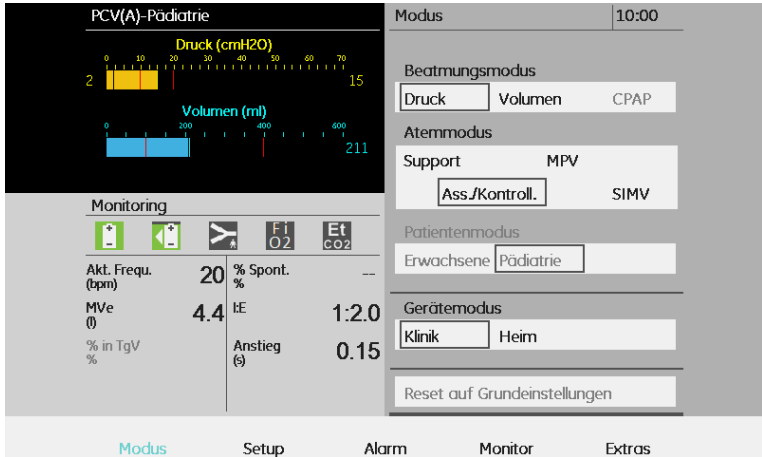 PCV(A)-Pädiatrie
Druck (cmH2O)
0 10 20 30 40 50 60 70
2 15
Volumen (ml)
0 200 400 600
211
Monitoring
Fi O2
Et CO2
Akt. Frequ. (bpm) 20 % Spont. % --
MVe (l) 4.4 I:E 1:2.0
% in TgV % Anstieg (s) 0.15
Modus 10:00
Beatmungsmodus
Druck Volumen CPAP
Atemmodus
Support MPV
Ass./Kontroll. SIMV
Patientenmodus
Erwachsene Pädiatrie
Gerätemodus
Klinik Heim
Reset auf Grundeinstellungen
Modus Setup Alarm Monitor Extras